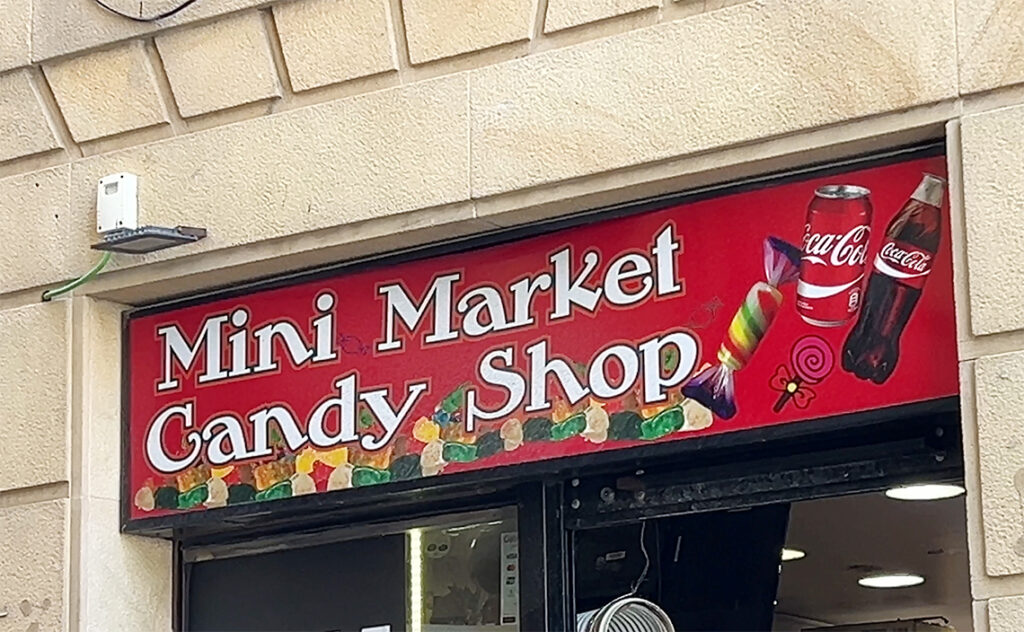 Mini Market
Candy Shop
Coca-Cola
Coca-Cola